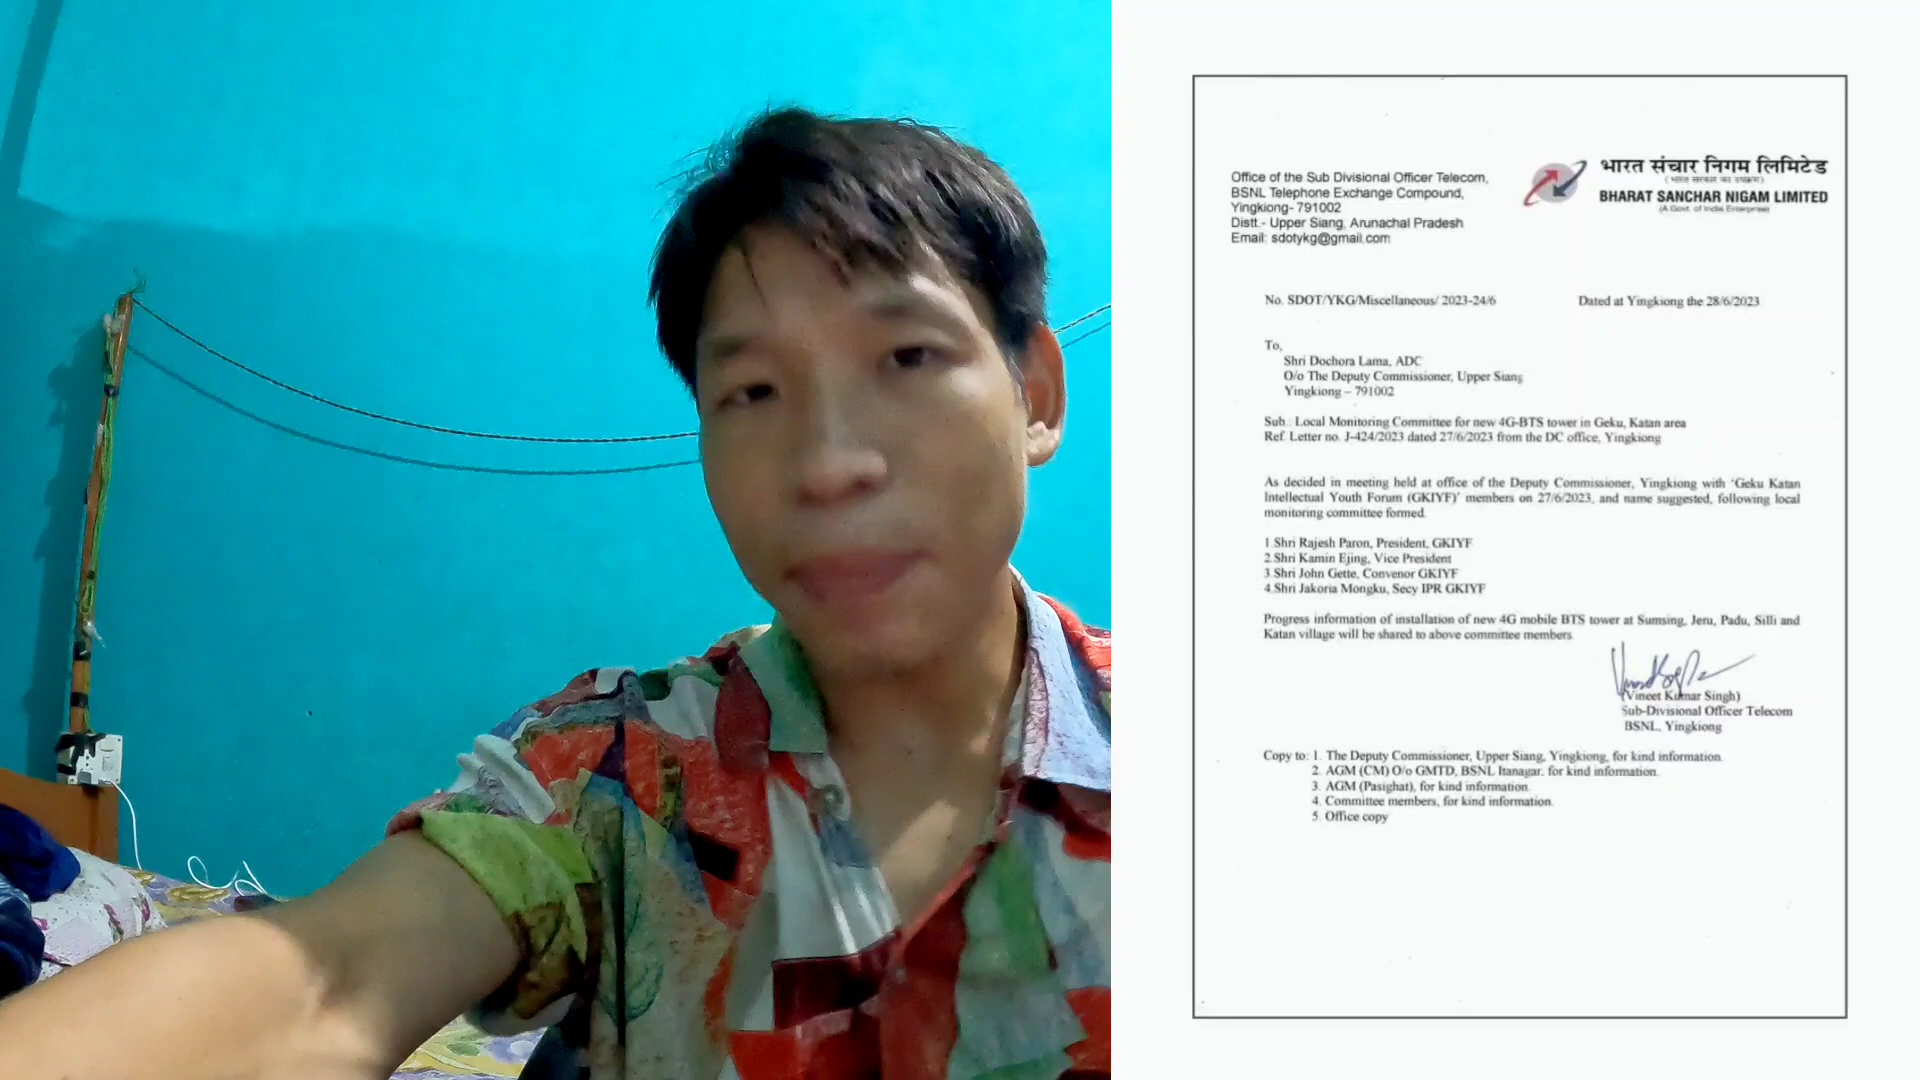 Office of the Sub Divisional Officer Telecom,
BSNL Telephone Exchange Compound,
Yingkiong- 791002
Distt.- Upper Siang, Arunachal Pradesh
Email: sdotykg@gmail.com
भारत संचार निगम लिमिटेड
(भारत सरकार का उपक्रम)
BHARAT SANCHAR NIGAM LIMITED
(A Govt. of India Enterprise)
No. SDOT/YKG/Miscellaneous/ 2023-24/6
Dated at Yingkiong the 28/6/2023
To,
Shri Dochora Lama, ADC
O/o The Deputy Commissioner, Upper Siang
Yingkiong – 791002
Sub.: Local Monitoring Committee for new 4G-BTS tower in Geku, Katan area
Ref. Letter no. J-424/2023 dated 27/6/2023 from the DC office, Yingkiong
As decided in meeting held at office of the Deputy Commissioner, Yingkiong with 'Geku Katan
Intellectual Youth Forum (GKIYF)' members on 27/6/2023, and name suggested, following local
monitoring committee formed.
1.Shri Rajesh Paron, President, GKIYF
2.Shri Kamin Ejing, Vice President
3.Shri John Gette, Convenor GKIYF
4.Shri Jakoria Mongku, Secy IPR GKIYF
Progress information of installation of new 4G mobile BTS tower at Sumsing, Jeru, Padu, Silli and
Katan village will be shared to above committee members.
(Vineet Kumar Singh)
Sub-Divisional Officer Telecom
BSNL, Yingkiong
Copy to: 1. The Deputy Commissioner, Upper Siang, Yingkiong, for kind information.
2. AGM (CM) O/o GMTD, BSNL Itanagar, for kind information.
3. AGM (Pasighat), for kind information.
4. Committee members, for kind information.
5. Office copy